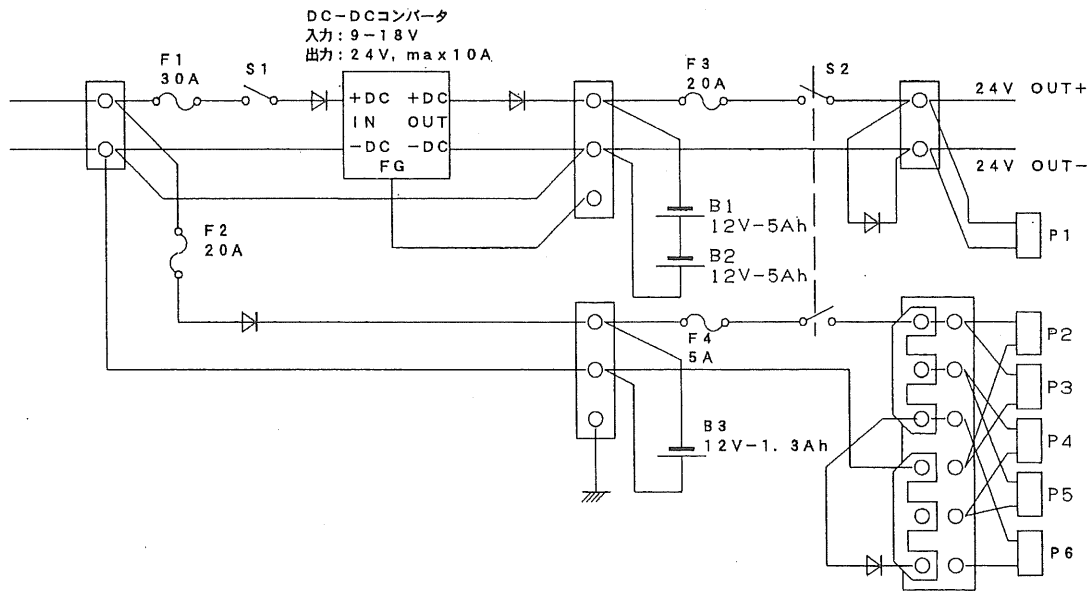 DC-DCコンバータ
入力:9-18V
出力:24V, max10A
F1
30A
S1
F3
20A
S2
+DC +DC
IN OUT
-DC -DC
FG
24V OUT+
24V OUT-
B1
12V-5Ah
B2
12V-5Ah
P1
F2
20A
F4
5A
B3
12V-1. 3Ah
P2
P3
P4
P5
P6